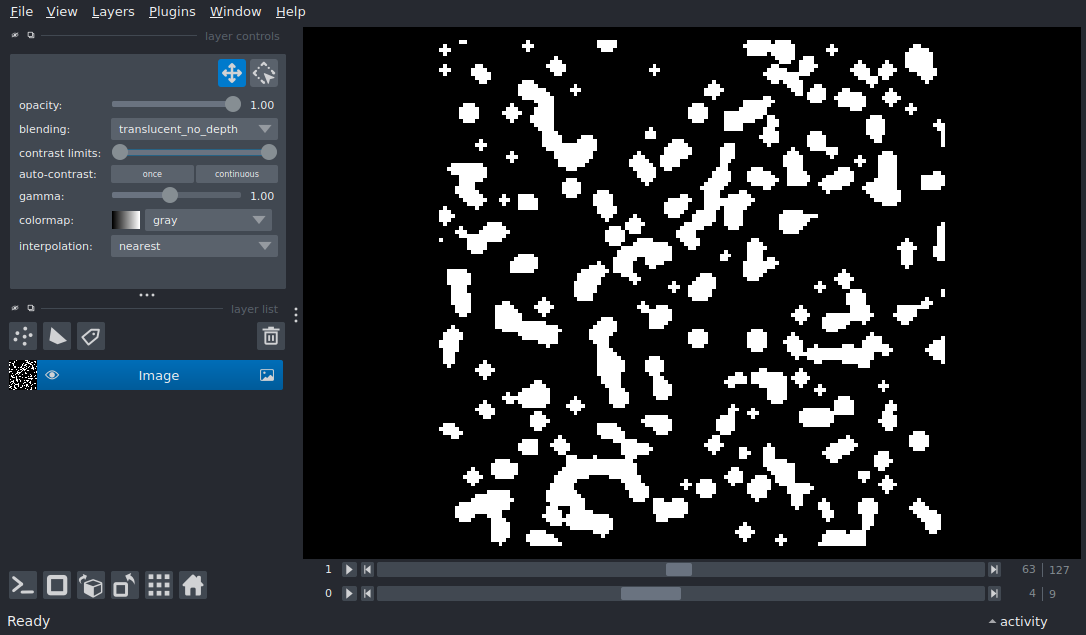 File View Layers Plugins Window Help
layer controls
opacity: 1.00
blending: translucent_no_depth
contrast limits:
auto-contrast: once continuous
gamma: 1.00
colormap: gray
interpolation: nearest
layer list
Image
1 63 127
0 4 9
Ready activity